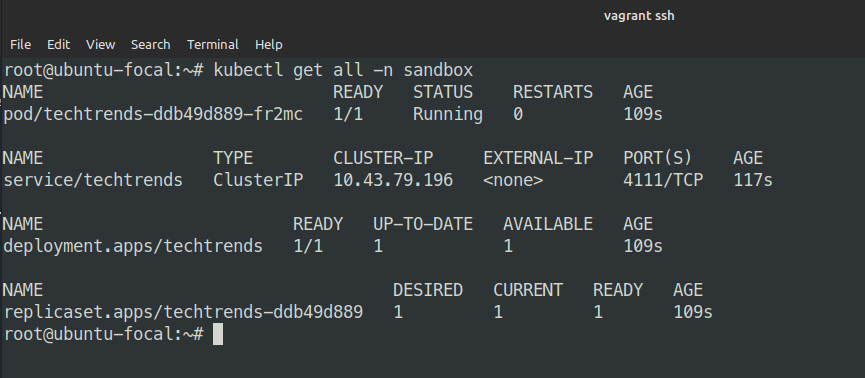 vagrant ssh
File Edit View Search Terminal Help
root@ubuntu-focal:~# kubectl get all -n sandbox
NAME READY STATUS RESTARTS AGE
pod/techtrends-ddb49d889-fr2mc 1/1 Running 0 109s
NAME TYPE CLUSTER-IP EXTERNAL-IP PORT(S) AGE
service/techtrends ClusterIP 10.43.79.196 <none> 4111/TCP 117s
NAME READY UP-TO-DATE AVAILABLE AGE
deployment.apps/techtrends 1/1 1 1 109s
NAME DESIRED CURRENT READY AGE
replicaset.apps/techtrends-ddb49d889 1 1 1 109s
root@ubuntu-focal:~#